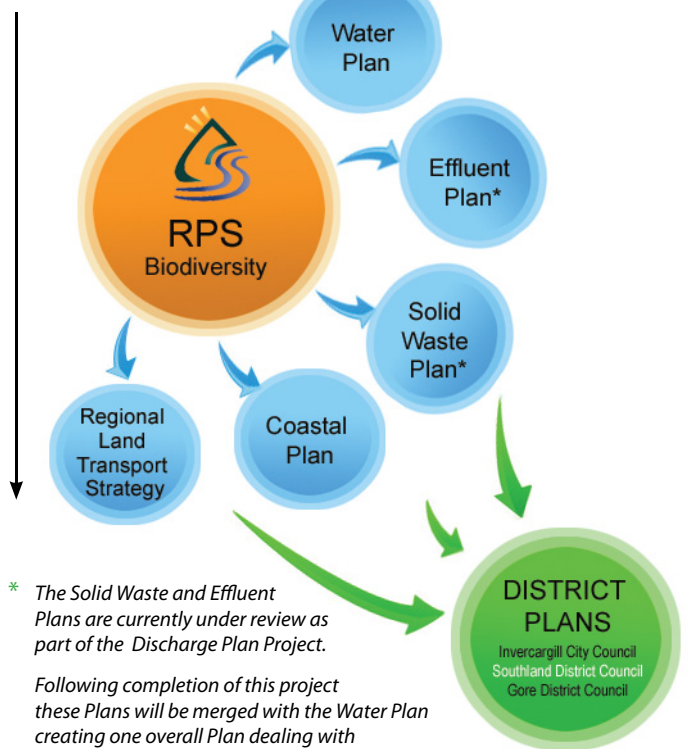 Water
Plan
Effluent
Plan*
RPS
Biodiversity
Solid
Waste
Plan*
Regional
Land
Transport
Strategy
Coastal
Plan
DISTRICT
PLANS
Invercargill City Council
Southland District Council
Gore District Council
* The Solid Waste and Effluent
Plans are currently under review as
part of the Discharge Plan Project.
Following completion of this project
these Plans will be merged with the Water Plan
creating one overall Plan dealing with